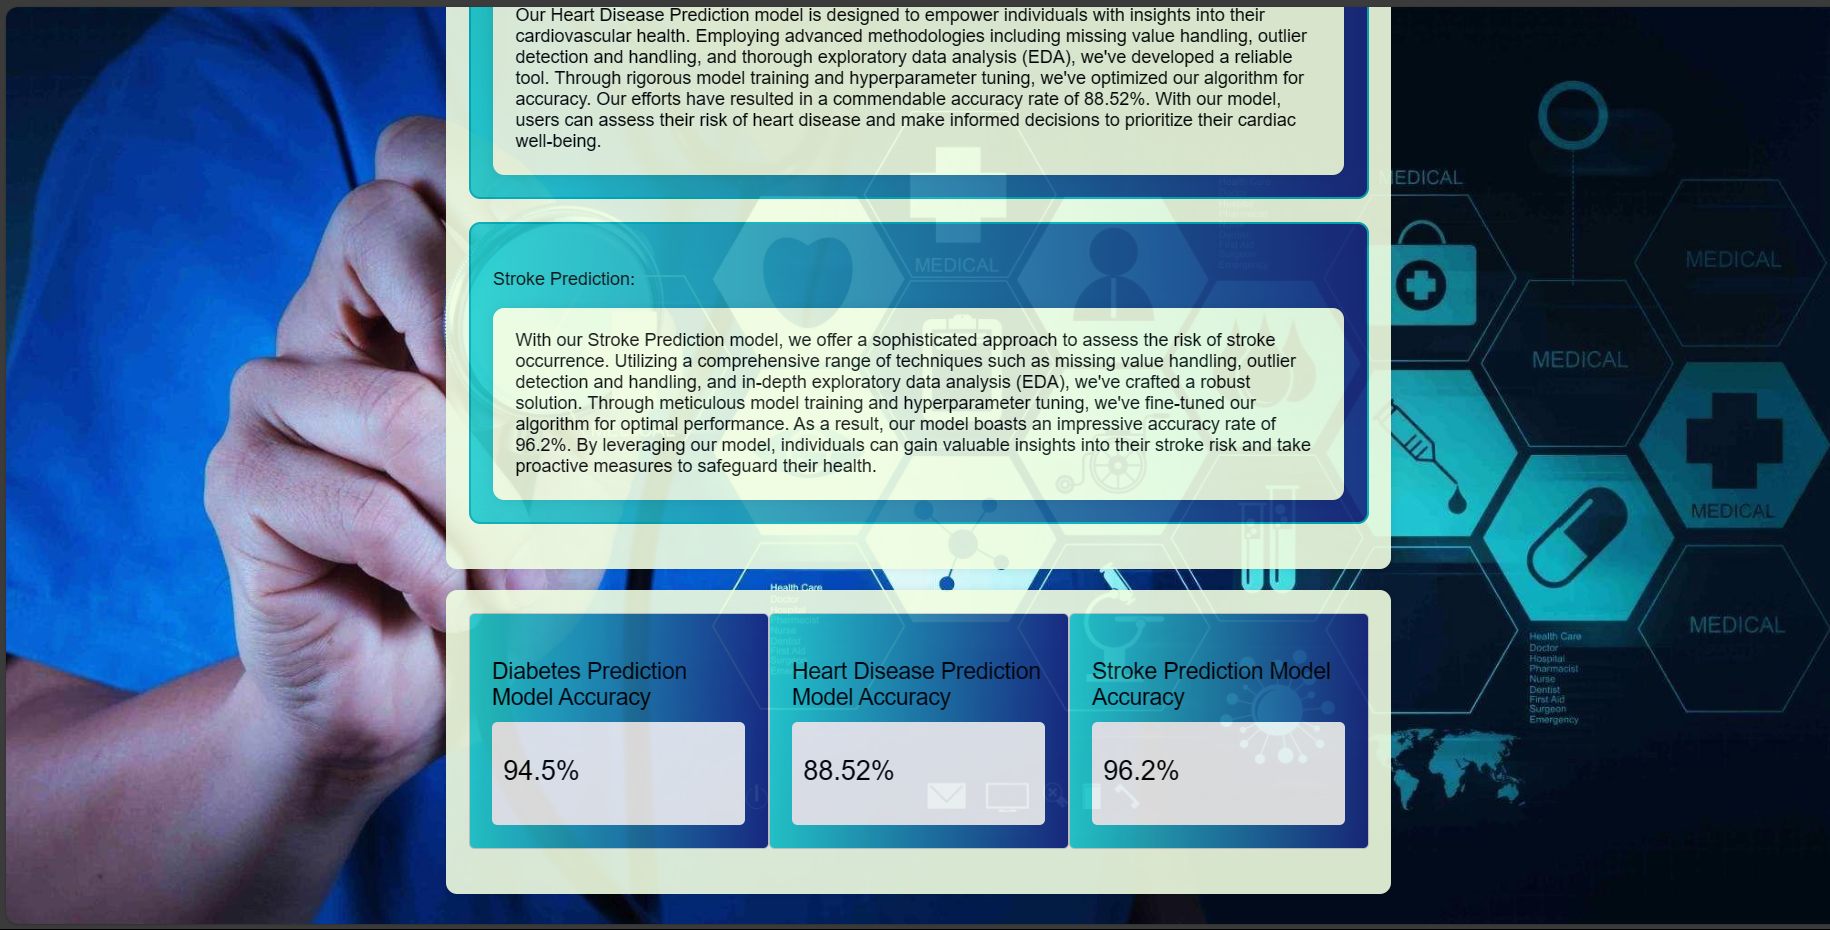 Our Heart Disease Prediction model is designed to empower individuals with insights into their
cardiovascular health. Employing advanced methodologies including missing value handling, outlier
detection and handling, and thorough exploratory data analysis (EDA), we've developed a reliable
tool. Through rigorous model training and hyperparameter tuning, we've optimized our algorithm for
accuracy. Our efforts have resulted in a commendable accuracy rate of 88.52%. With our model,
users can assess their risk of heart disease and make informed decisions to prioritize their cardiac
well-being.
Stroke Prediction:
With our Stroke Prediction model, we offer a sophisticated approach to assess the risk of stroke
occurrence. Utilizing a comprehensive range of techniques such as missing value handling, outlier
detection and handling, and in-depth exploratory data analysis (EDA), we've crafted a robust
solution. Through meticulous model training and hyperparameter tuning, we've fine-tuned our
algorithm for optimal performance. As a result, our model boasts an impressive accuracy rate of
96.2%. By leveraging our model, individuals can gain valuable insights into their stroke risk and take
proactive measures to safeguard their health.
Diabetes Prediction
Model Accuracy
94.5%
Heart Disease Prediction
Model Accuracy
88.52%
Stroke Prediction Model
Accuracy
96.2%
MEDICAL
MEDICAL
MEDICAL
MEDICAL
MEDICAL
MEDICAL
Health Care
Doctor
Hospital
Pharmacist
Nurse
Dentist
First Aid
Surgeon
Emergency
Health Care
Doctor
Hospital
Pharmacist
Nurse
Dentist
First Aid